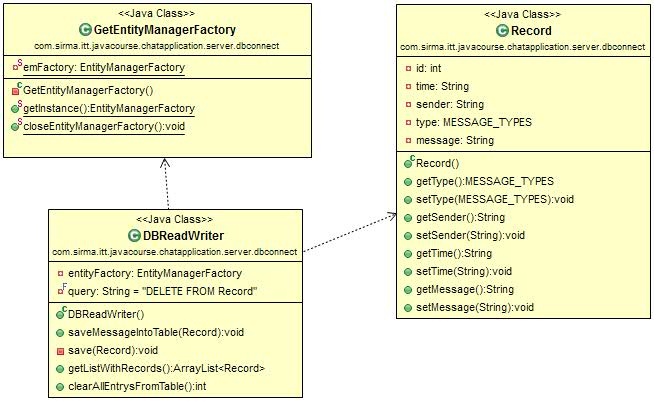 <<Java Class>>
GetEntityManagerFactory
com.sirma.itt.javacourse.chatapplication.server.dbconnect
emFactory: EntityManagerFactory
GetEntityManagerFactory()
getInstance():EntityManagerFactory
closeEntityManagerFactory():void
<<Java Class>>
Record
com.sirma.itt.javacourse.chatapplication.server.dbconnect
id: int
time: String
sender: String
type: MESSAGE_TYPES
message: String
Record()
getType():MESSAGE_TYPES
setType(MESSAGE_TYPES):void
getSender():String
setSender(String):void
getTime():String
setTime(String):void
getMessage():String
setMessage(String):void
<<Java Class>>
DBReadWriter
com.sirma.itt.javacourse.chatapplication.server.dbconnect
entityFactory: EntityManagerFactory
query: String = "DELETE FROM Record"
DBReadWriter()
saveMessageIntoTable(Record):void
save(Record):void
getListWithRecords():ArrayList<Record>
clearAllEntrysFromTable():int